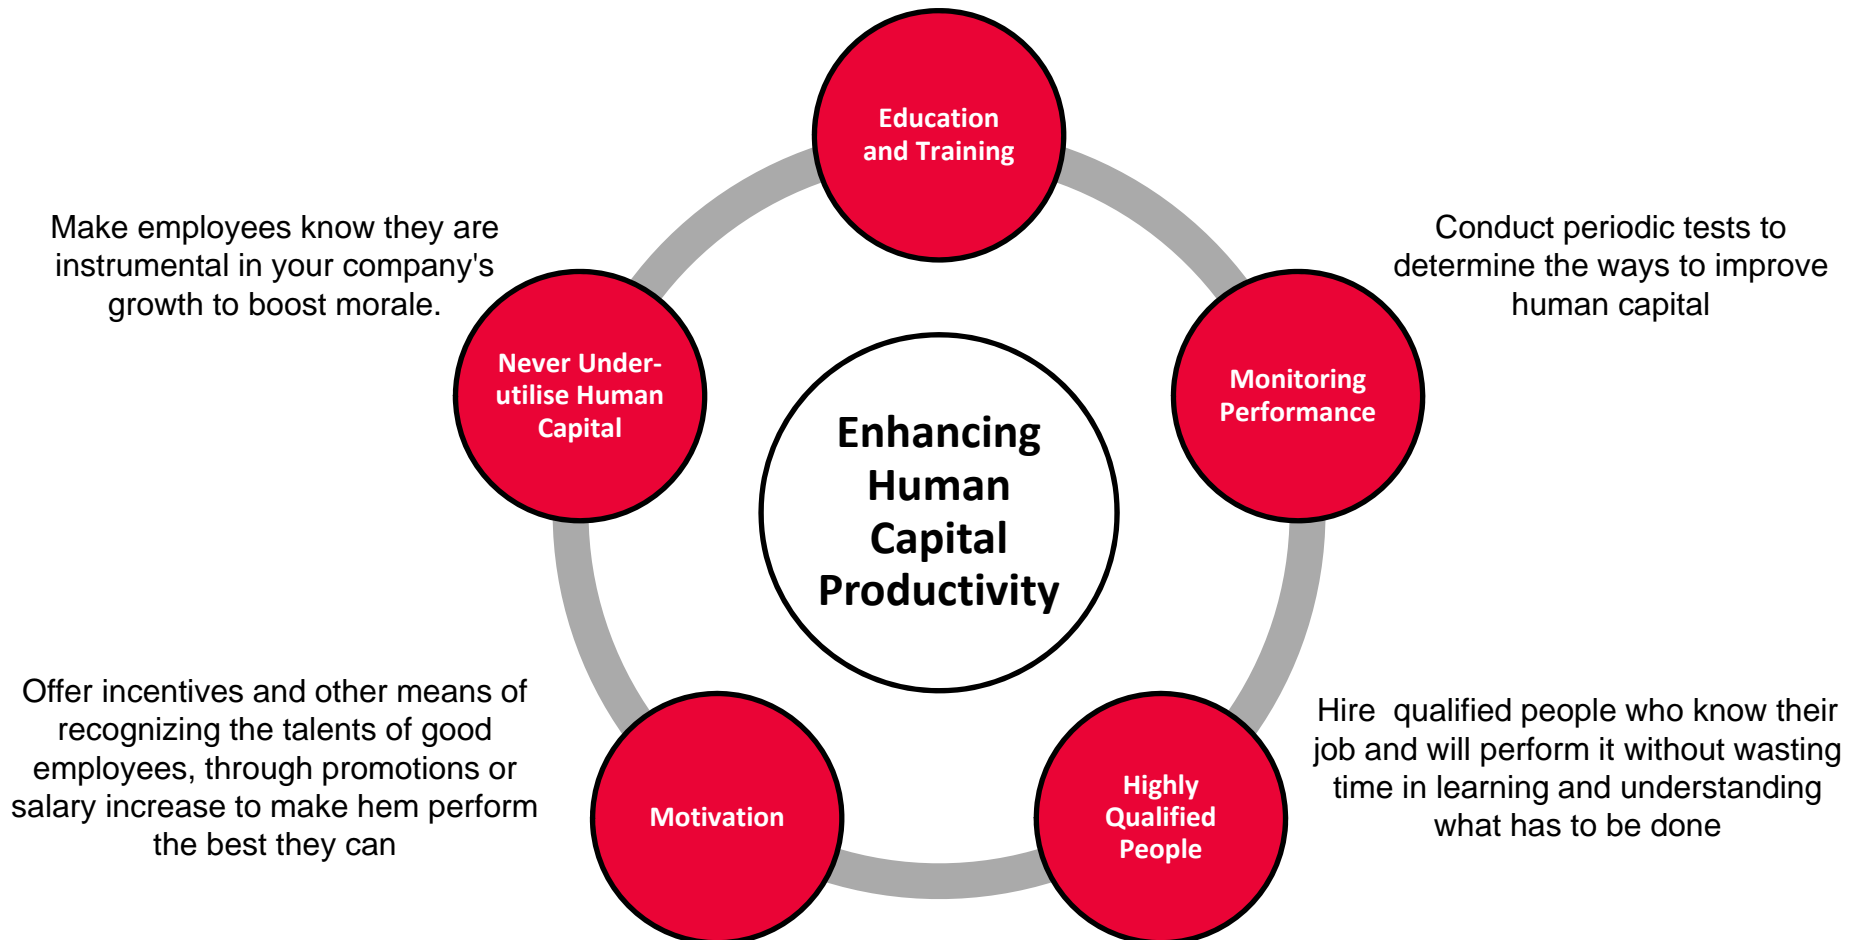 Education
and Training
Make employees know they are
instrumental in your company's
growth to boost morale.
Conduct periodic tests to
determine the ways to improve
human capital
Never Under-
utilise Human
Capital
Monitoring
Performance
Enhancing
Human
Capital
Productivity
Offer incentives and other means of
recognizing the talents of good
employees, through promotions or
salary increase to make hem perform
the best they can
Motivation
Highly
Qualified
People
Hire  qualified people who know their
job and will perform it without wasting
time in learning and understanding
what has to be done